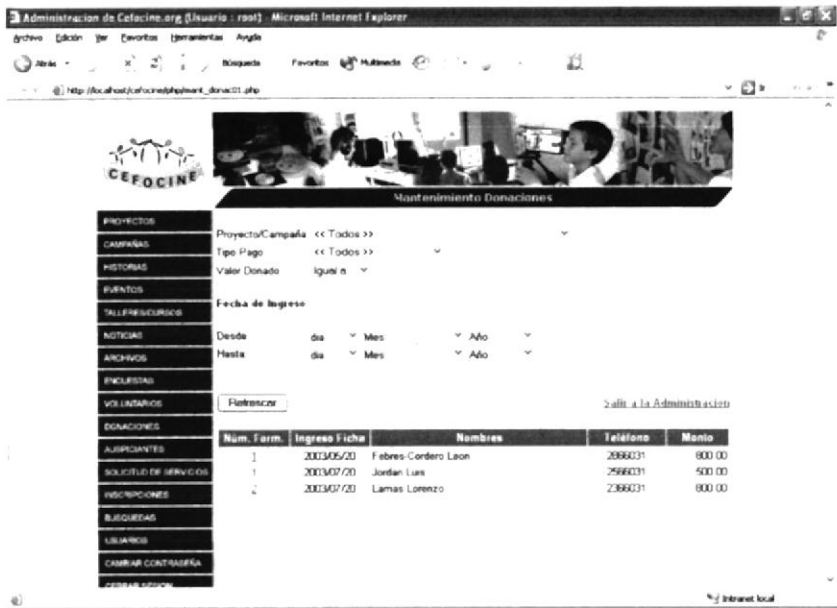 Administracion de Cefocine.org (Usuario : root) Microsoft Internet Explorer
Archivo Edición Ver Favoritos Herramientas Ayuda
Atrás Búsqueda Favoritos Multimedia
http://localhost/cefocine/php/mant_donac01.php Ir
CEFOCINE
Mantenimiento Donaciones
PROYECTOS
CAMPAÑAS
HISTORIAS
EVENTOS
TALLERES/CURSOS
NOTICIAS
ARCHIVOS
ENCUESTAS
VOLUNTARIOS
DONACIONES
AUSPICIANTES
SOLICITUD DE SERVICIOS
INSCRIPCIONES
BUSQUEDAS
USUARIOS
CAMBIAR CONTRASEÑA
CERRAR SESION
Proyecto/Campaña << Todos >>
Tipo Pago << Todos >>
Valor Donado Igual a
Fecha de Ingreso
Desde dia Mes Año
Hasta dia Mes Año
Refrescar Salir a la Administracion
Núm. Form. Ingreso Ficha Nombres Teléfono Monto
1 2003/05/20 Febres-Cordero Leon 2866031 800.00
1 2003/07/20 Jordan Luis 2566031 500.00
2 2003/07/20 Lamas Lorenzo 2366031 800.00
Intranet local